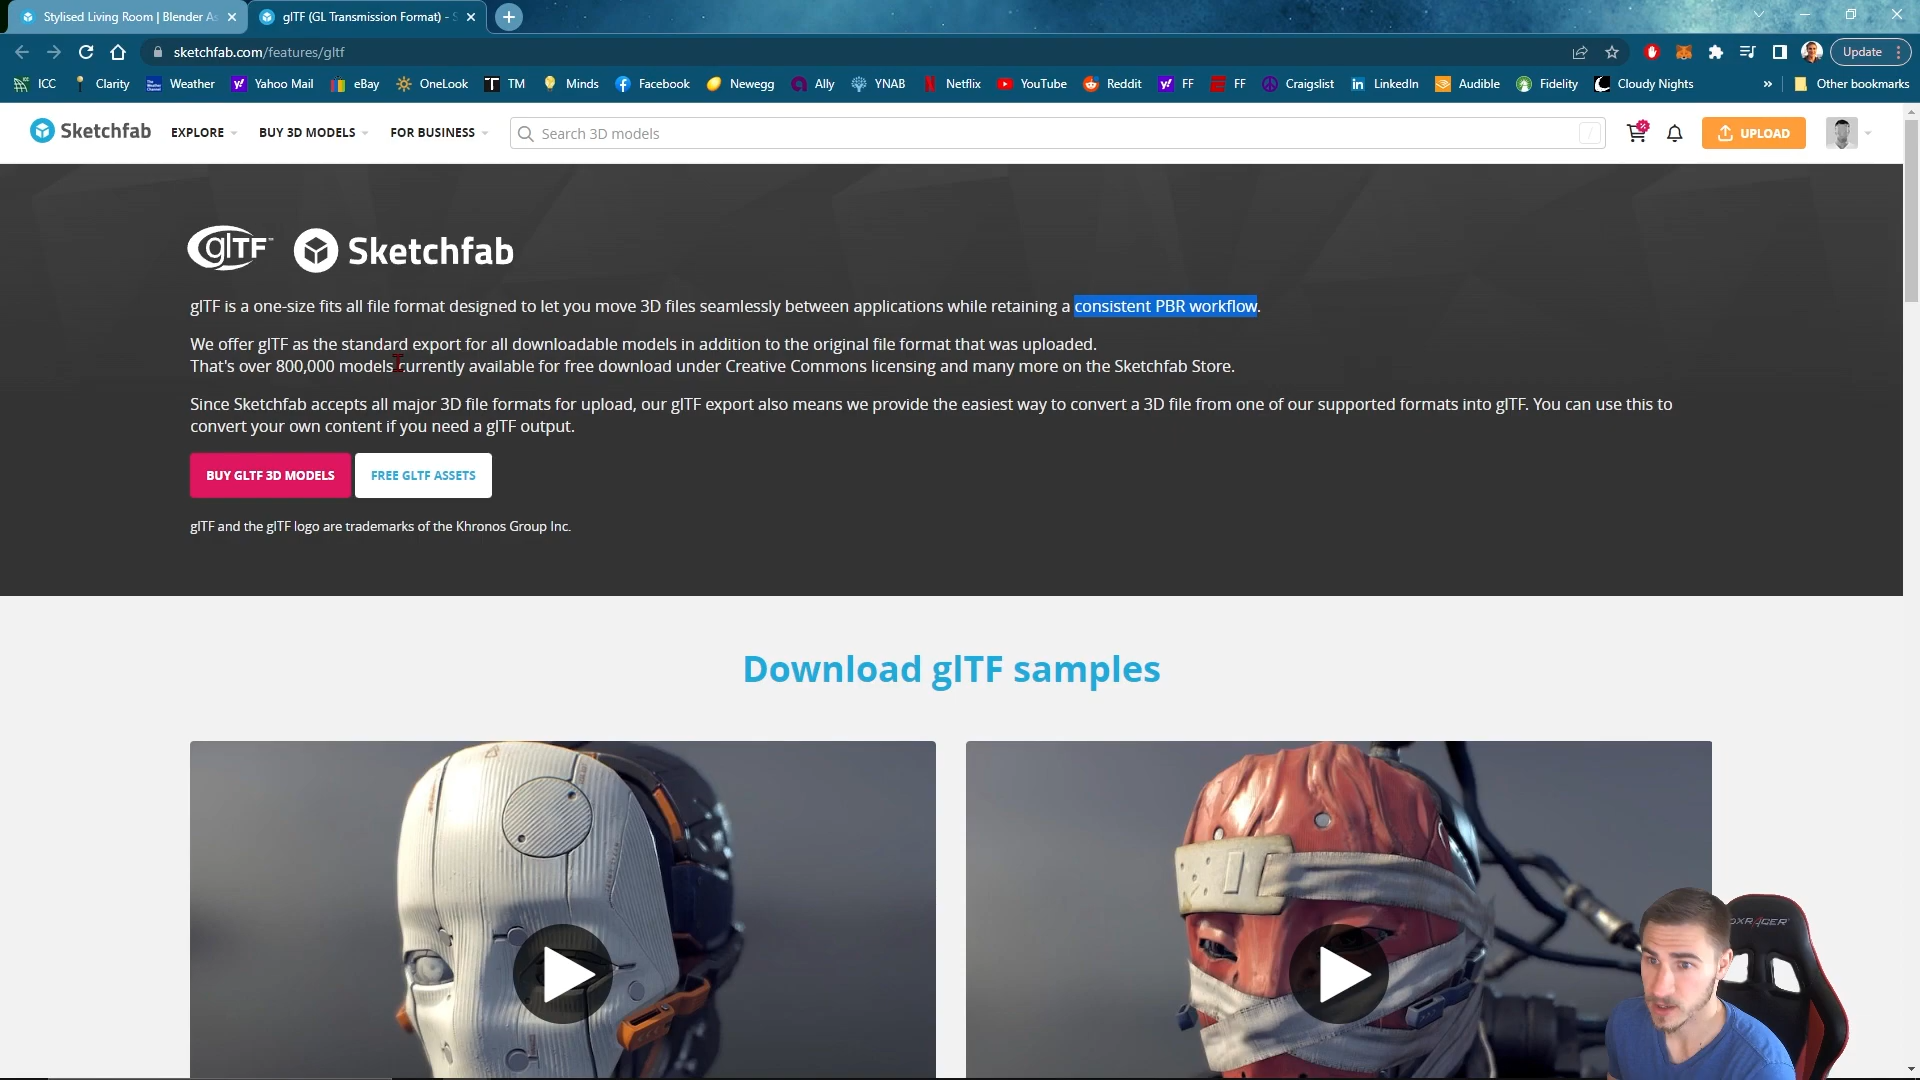 Stylised Living Room | Blender As
glTF (GL Transmission Format) - S
sketchfab.com/features/gltf
Update
ICC
Clarity
Weather
Yahoo Mail
eBay
OneLook
TM
Minds
Facebook
Newegg
Ally
YNAB
Netflix
YouTube
Reddit
FF
FF
Craigslist
LinkedIn
Audible
Fidelity
Cloudy Nights
»
Other bookmarks
Sketchfab
EXPLORE
BUY 3D MODELS
FOR BUSINESS
Search 3D models
/
UPLOAD
glTF™
Sketchfab
glTF is a one-size fits all file format designed to let you move 3D files seamlessly between applications while retaining a consistent PBR workflow.
We offer glTF as the standard export for all downloadable models in addition to the original file format that was uploaded.
That's over 800,000 models currently available for free download under Creative Commons licensing and many more on the Sketchfab Store.
Since Sketchfab accepts all major 3D file formats for upload, our glTF export also means we provide the easiest way to convert a 3D file from one of our supported formats into glTF. You can use this to
convert your own content if you need a glTF output.
BUY GLTF 3D MODELS
FREE GLTF ASSETS
glTF and the glTF logo are trademarks of the Khronos Group Inc.
Download glTF samples